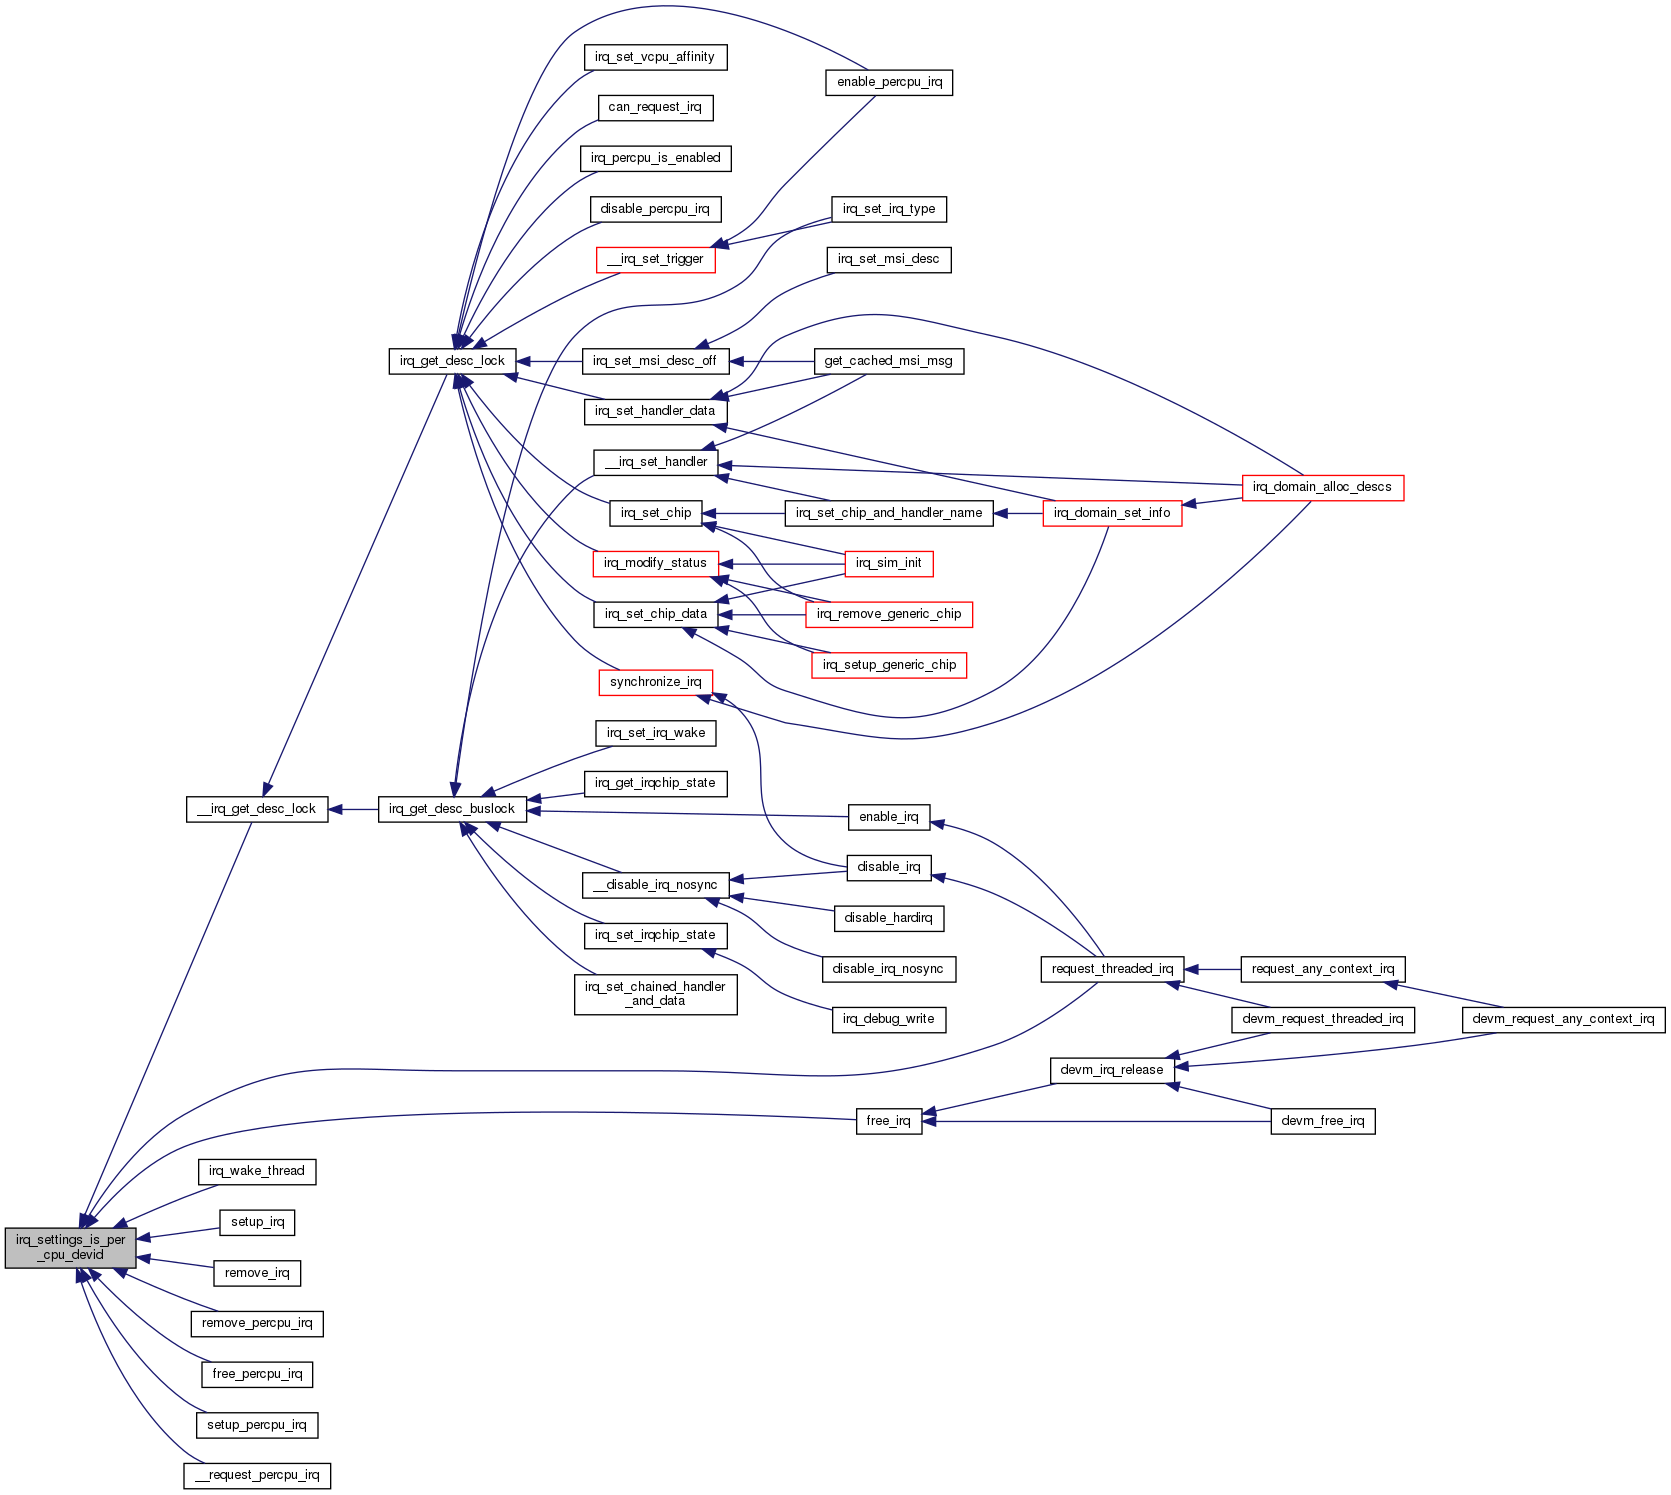 irq_set_vcpu_affinity
enable_percpu_irq
can_request_irq
irq_percpu_is_enabled
disable_percpu_irq
irq_set_irq_type
__irq_set_trigger
irq_set_msi_desc
irq_get_desc_lock
irq_set_msi_desc_off
get_cached_msi_msg
irq_set_handler_data
__irq_set_handler
irq_domain_alloc_descs
irq_set_chip
irq_set_chip_and_handler_name
irq_domain_set_info
irq_modify_status
irq_sim_init
irq_set_chip_data
irq_remove_generic_chip
irq_setup_generic_chip
synchronize_irq
irq_set_irq_wake
irq_get_irqchip_state
__irq_get_desc_lock
irq_get_desc_buslock
enable_irq
disable_irq
__disable_irq_nosync
disable_hardirq
irq_set_irqchip_state
disable_irq_nosync
request_threaded_irq
request_any_context_irq
irq_set_chained_handler
_and_data
irq_debug_write
devm_request_threaded_irq
devm_request_any_context_irq
devm_irq_release
free_irq
devm_free_irq
irq_wake_thread
setup_irq
irq_settings_is_per
_cpu_devid
remove_irq
remove_percpu_irq
free_percpu_irq
setup_percpu_irq
__request_percpu_irq